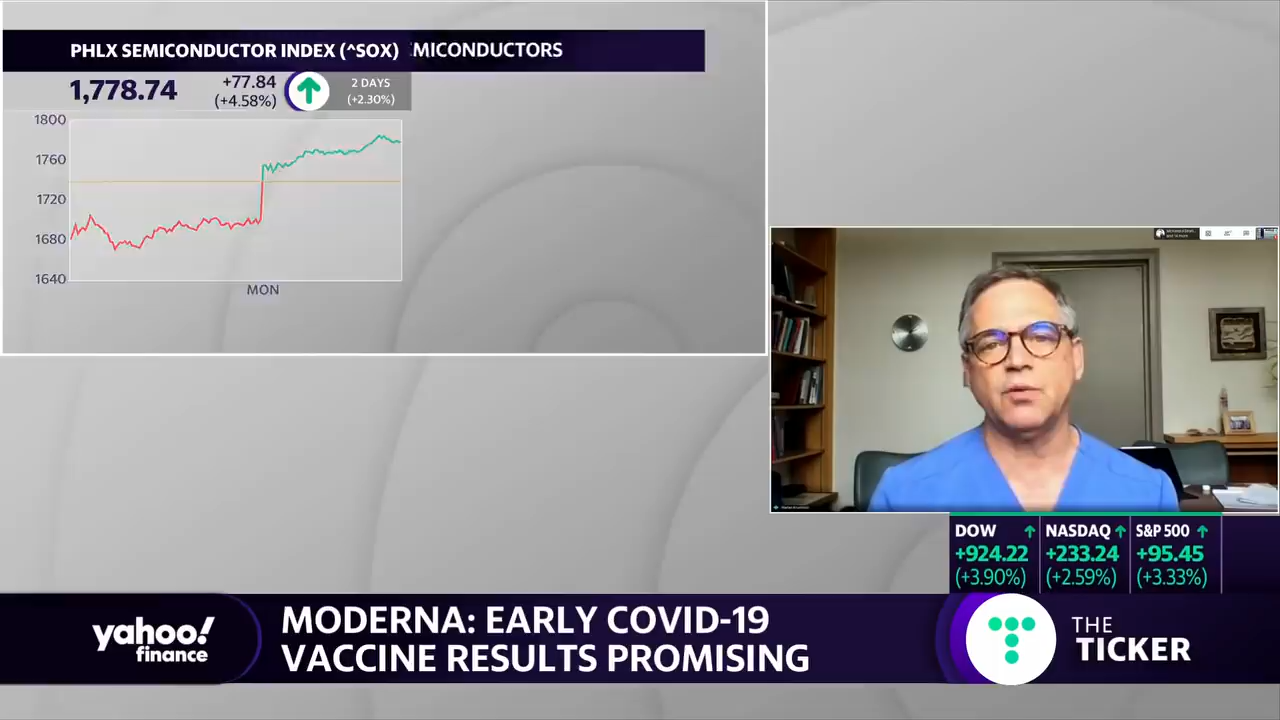 PHLX SEMICONDUCTOR INDEX (^SOX) MICONDUCTORS
1,778.74
+77.84
(+4.58%)
2 DAYS
(+2.30%)
1800
1760
1720
1680
1640
MON
DOW
+924.22
(+3.90%)
NASDAQ
+233.24
(+2.59%)
S&P 500
+95.45
(+3.33%)
yahoo!
finance
MODERNA: EARLY COVID-19
VACCINE RESULTS PROMISING
THE
TICKER